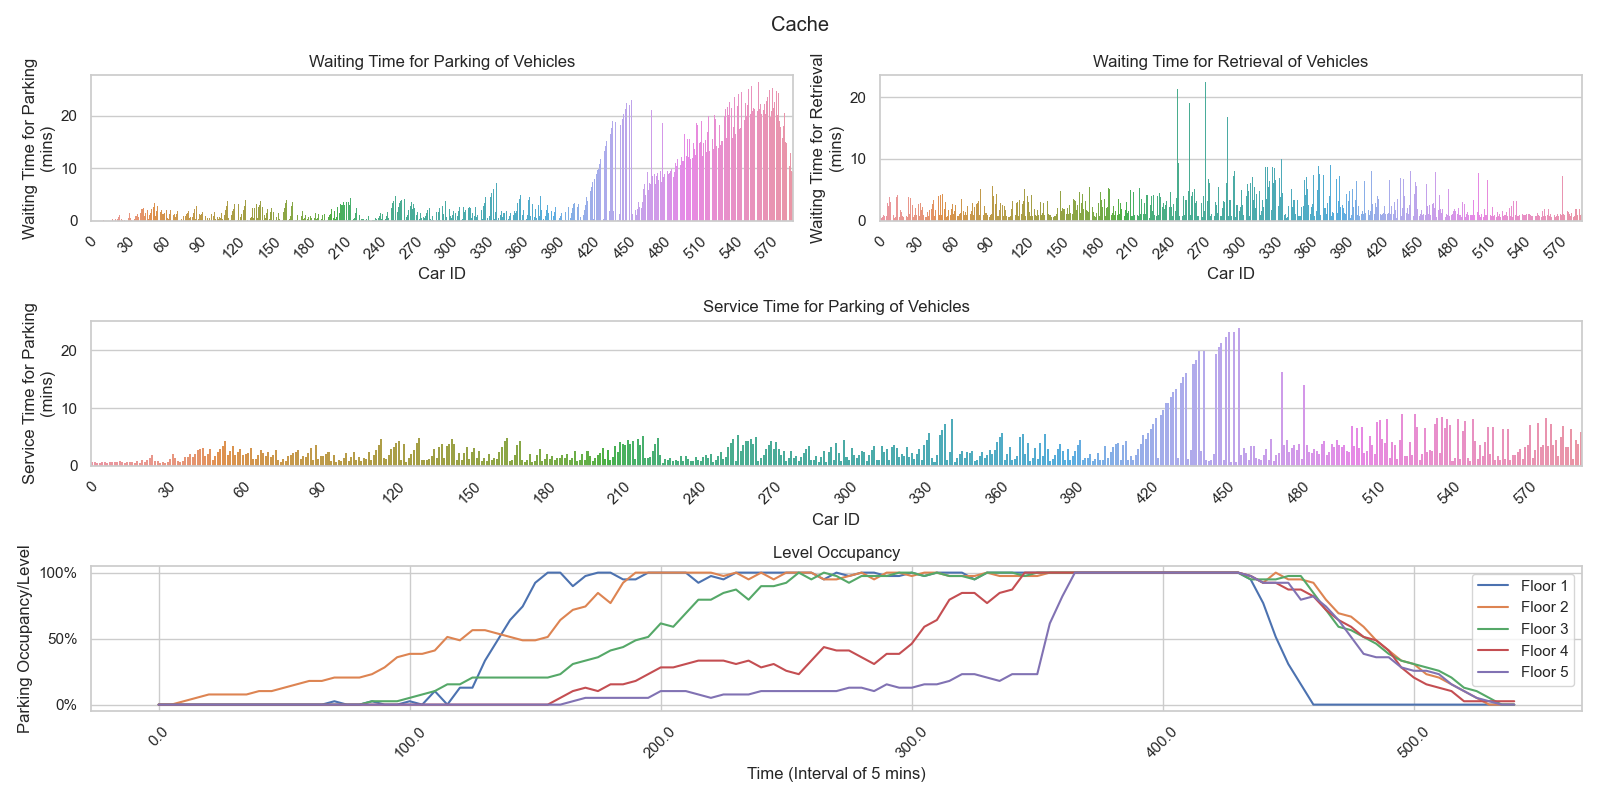 Cache
Waiting Time for Parking of Vehicles
Waiting Time for Parking
(mins)
20
10
0
0 30 60 90 120 150 180 210 240 270 300 330 360 390 420 450 480 510 540 570
Car ID
Waiting Time for Retrieval of Vehicles
Waiting Time for Retrieval
(mins)
20
10
0
0 30 60 90 120 150 180 210 240 270 300 330 360 390 420 450 480 510 540 570
Car ID
Service Time for Parking of Vehicles
Service Time for Parking
(mins)
20
10
0
0 30 60 90 120 150 180 210 240 270 300 330 360 390 420 450 480 510 540 570
Car ID
Level Occupancy
Parking Occupancy/Level
100%
50%
0%
0.0 100.0 200.0 300.0 400.0 500.0
Time (Interval of 5 mins)
Floor 1
Floor 2
Floor 3
Floor 4
Floor 5